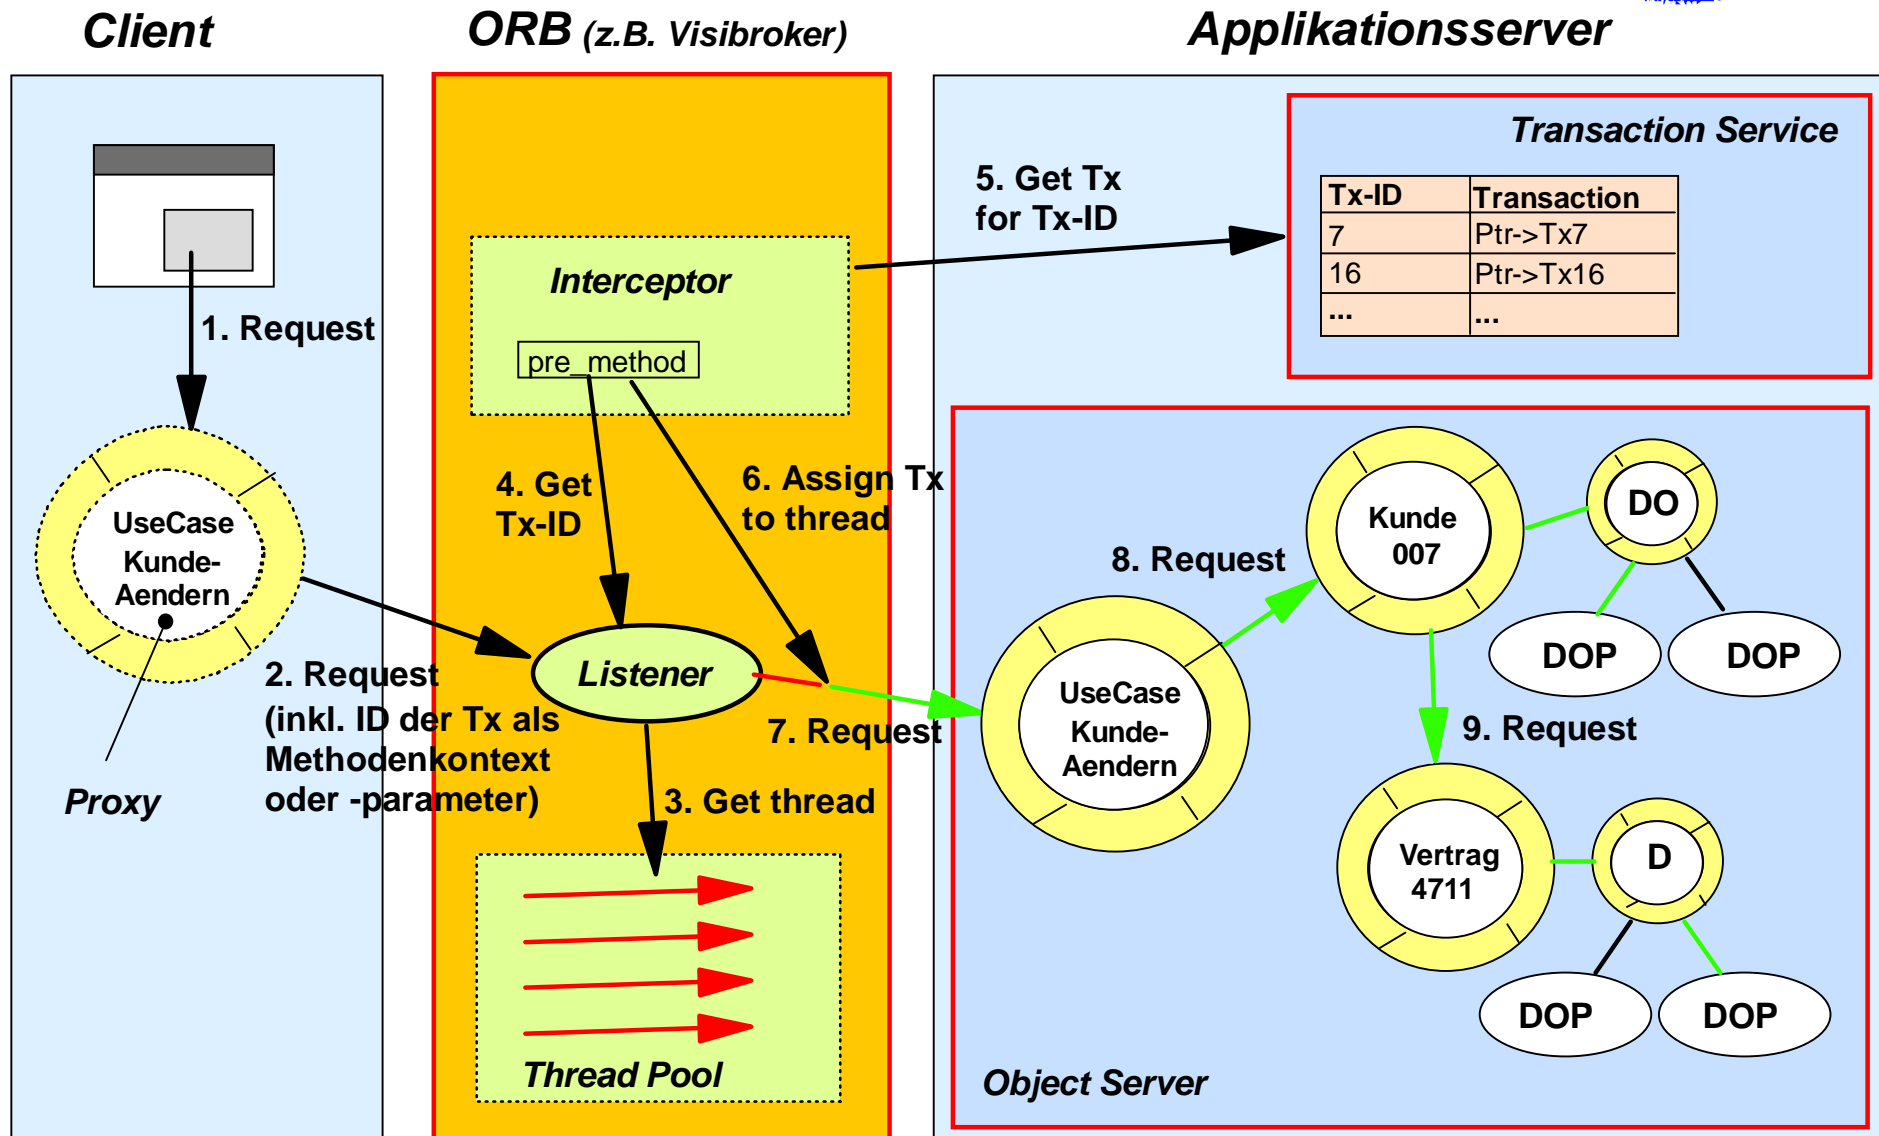 Client
ORB (z.B. Visibroker)
Applikationsserver
Transaction Service
5. Get Tx
for Tx-ID
Tx-ID Transaction
7 Ptr->Tx7
16 Ptr->Tx16
... ...
Interceptor
pre_method
1. Request
4. Get
Tx-ID
6. Assign Tx
to thread
UseCase
Kunde-
Aendern
Proxy
2. Request
(inkl. ID der Tx als
Methodenkontext
oder -parameter)
Listener
7. Request
3. Get thread
Thread Pool
8. Request
Kunde
007
DO
DOP
DOP
UseCase
Kunde-
Aendern
9. Request
Vertrag
4711
D
DOP
DOP
Object Server